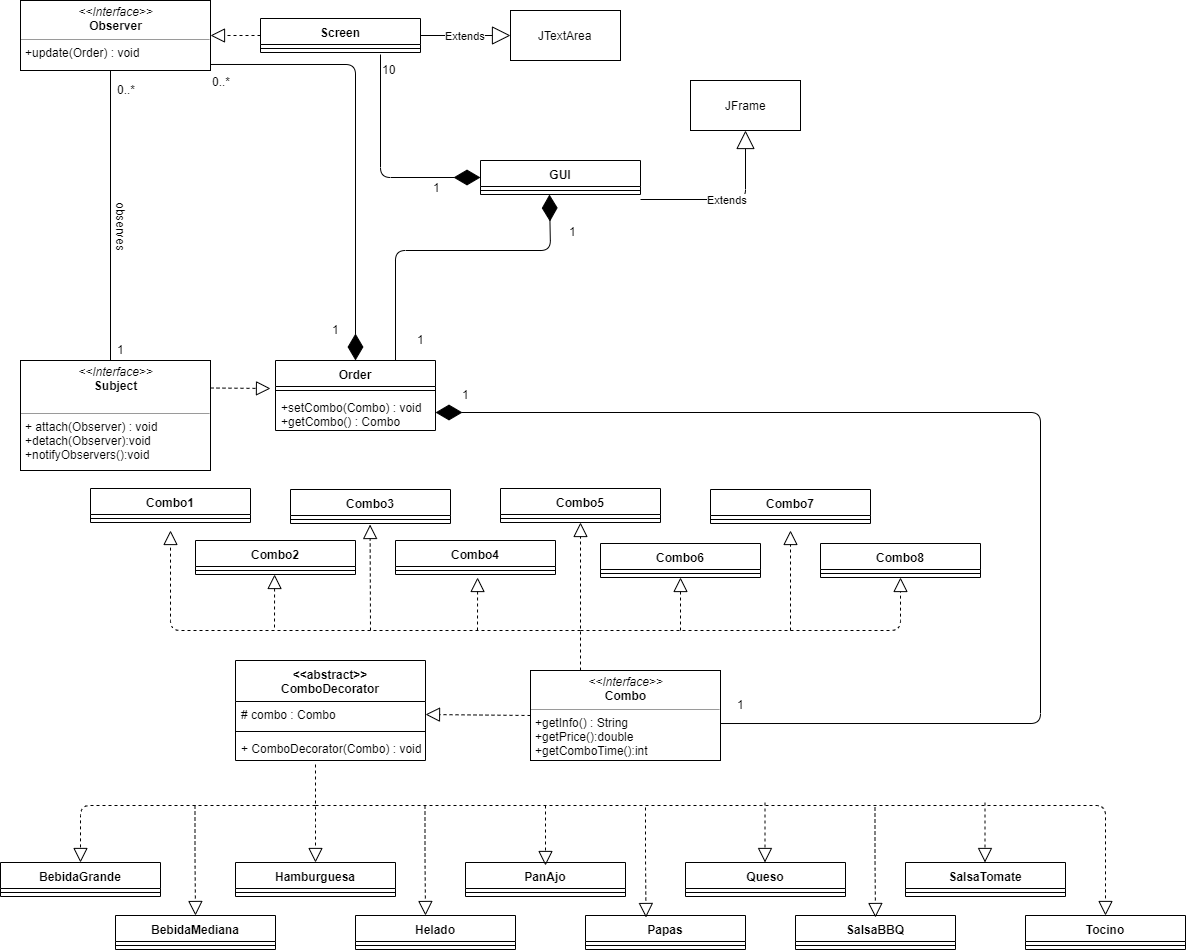 <<Interface>>
Observer
+update(Order) : void
Screen
Extends
JTextArea
0..*
0..*
10
JFrame
GUI
1
Extends
1
observes
1
1
1
<<Interface>>
Subject
+ attach(Observer) : void
+detach(Observer):void
+notifyObservers():void
Order
+setCombo(Combo) : void
+getCombo() : Combo
1
Combo1
Combo3
Combo5
Combo7
Combo2
Combo4
Combo6
Combo8
<<abstract>>
ComboDecorator
# combo : Combo
+ ComboDecorator(Combo) : void
<<Interface>>
Combo
+getInfo() : String
+getPrice():double
+getComboTime():int
1
BebidaGrande
Hamburguesa
PanAjo
Queso
SalsaTomate
BebidaMediana
Helado
Papas
SalsaBBQ
Tocino